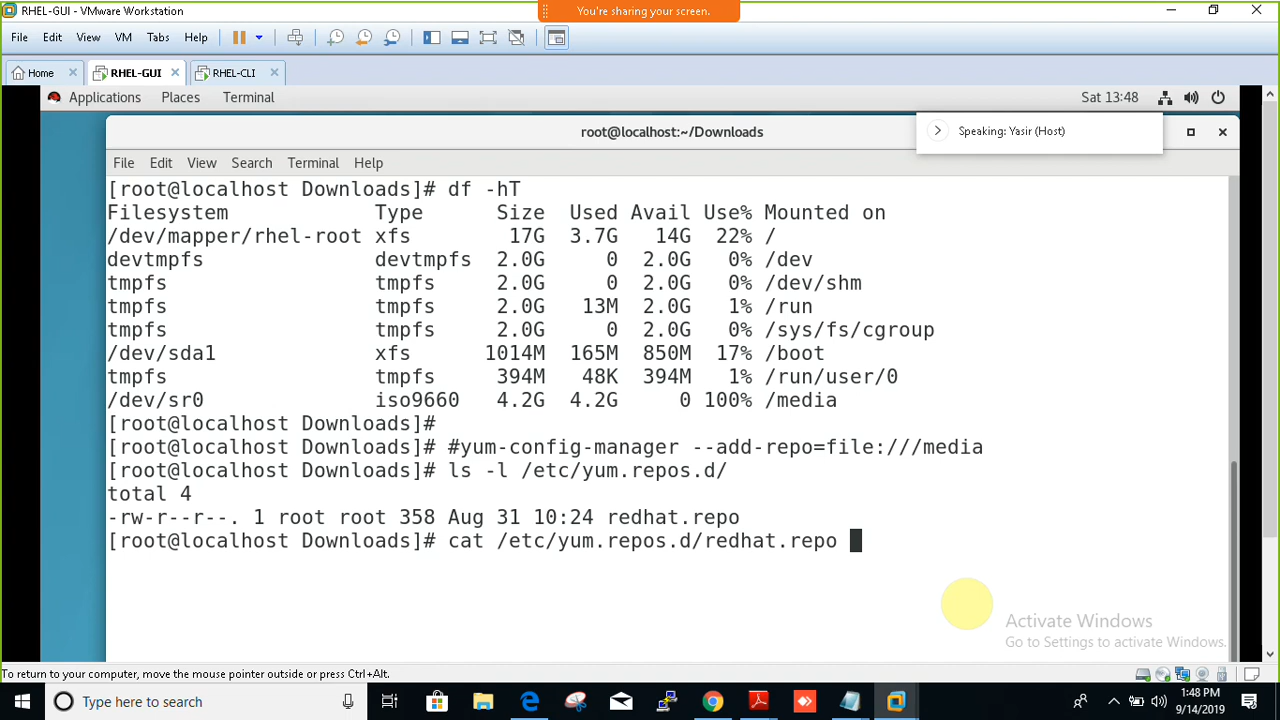 RHEL-GUI - VMware Workstation
You're sharing your screen.
File Edit View VM Tabs Help
Home RHEL-GUI RHEL-CLI
Applications Places Terminal Sat 13:48
root@localhost:~/Downloads
Speaking: Yasir (Host)
File Edit View Search Terminal Help
[root@localhost Downloads]# df -hT
Filesystem Type Size Used Avail Use% Mounted on
/dev/mapper/rhel-root xfs 17G 3.7G 14G 22% /
devtmpfs devtmpfs 2.0G 0 2.0G 0% /dev
tmpfs tmpfs 2.0G 0 2.0G 0% /dev/shm
tmpfs tmpfs 2.0G 13M 2.0G 1% /run
tmpfs tmpfs 2.0G 0 2.0G 0% /sys/fs/cgroup
/dev/sda1 xfs 1014M 165M 850M 17% /boot
tmpfs tmpfs 394M 48K 394M 1% /run/user/0
/dev/sr0 iso9660 4.2G 4.2G 0 100% /media
[root@localhost Downloads]#
[root@localhost Downloads]# #yum-config-manager --add-repo=file:///media
[root@localhost Downloads]# ls -l /etc/yum.repos.d/
total 4
-rw-r--r--. 1 root root 358 Aug 31 10:24 redhat.repo
[root@localhost Downloads]# cat /etc/yum.repos.d/redhat.repo
Activate Windows
Go to Settings to activate Windows.
To return to your computer, move the mouse pointer outside or press Ctrl+Alt.
Type here to search
1:48 PM
9/14/2019